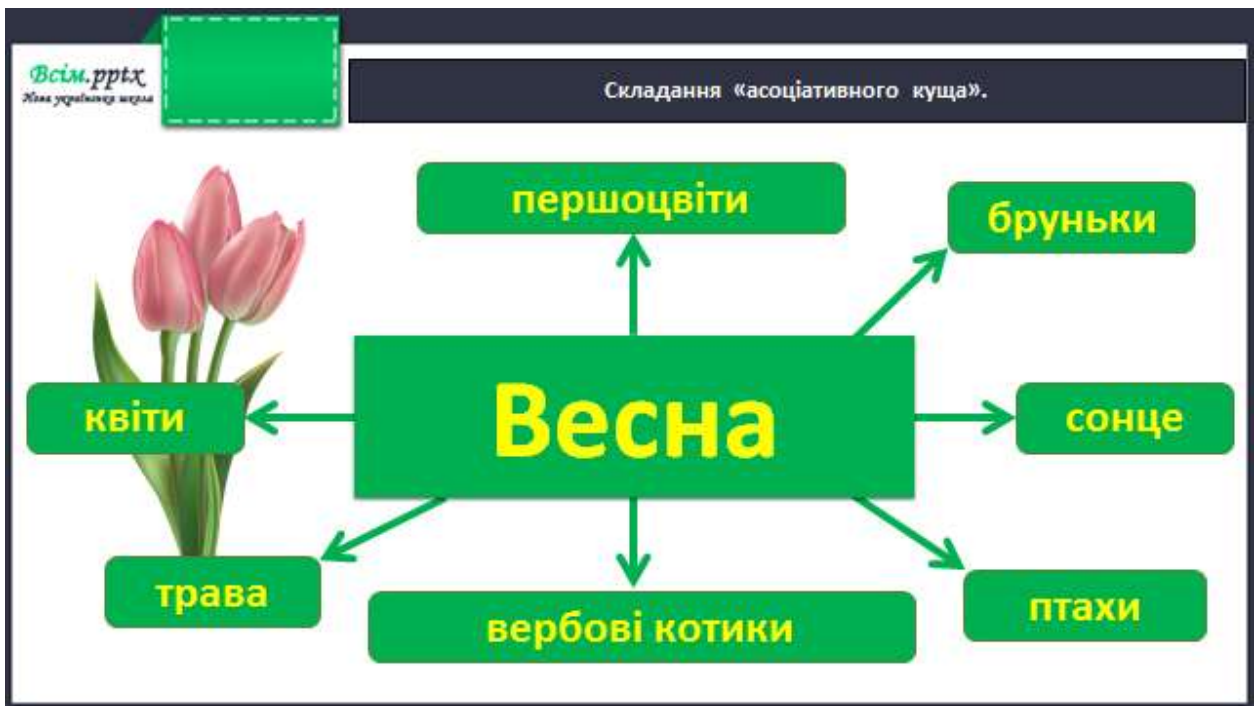 Всім.pptx
Нова українська школа
Складання «асоціативного куща».
першоцвіти
бруньки
Весна
квіти
сонце
трава
вербові котики
птахи